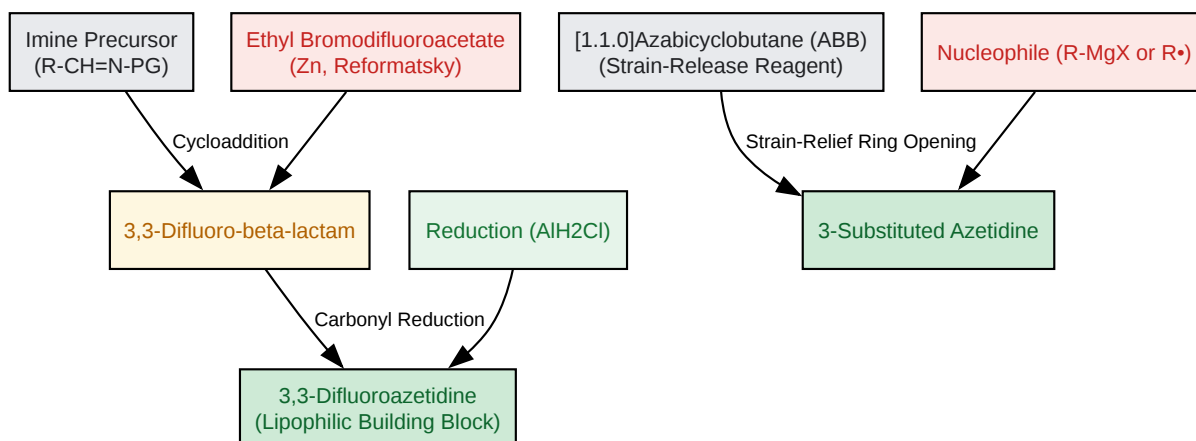 Imine Precursor
(R-CH=N-PG)
Ethyl Bromodifluoroacetate
(Zn, Reformatsky)
[1.1.0]Azabicyclobutane (ABB)
(Strain-Release Reagent)
Nucleophile (R-MgX or R•)
Cycloaddition
Strain-Relief Ring Opening
3,3-Difluoro-beta-lactam
Reduction (AlH2Cl)
3-Substituted Azetidine
Carbonyl Reduction
3,3-Difluoroazetidine
(Lipophilic Building Block)